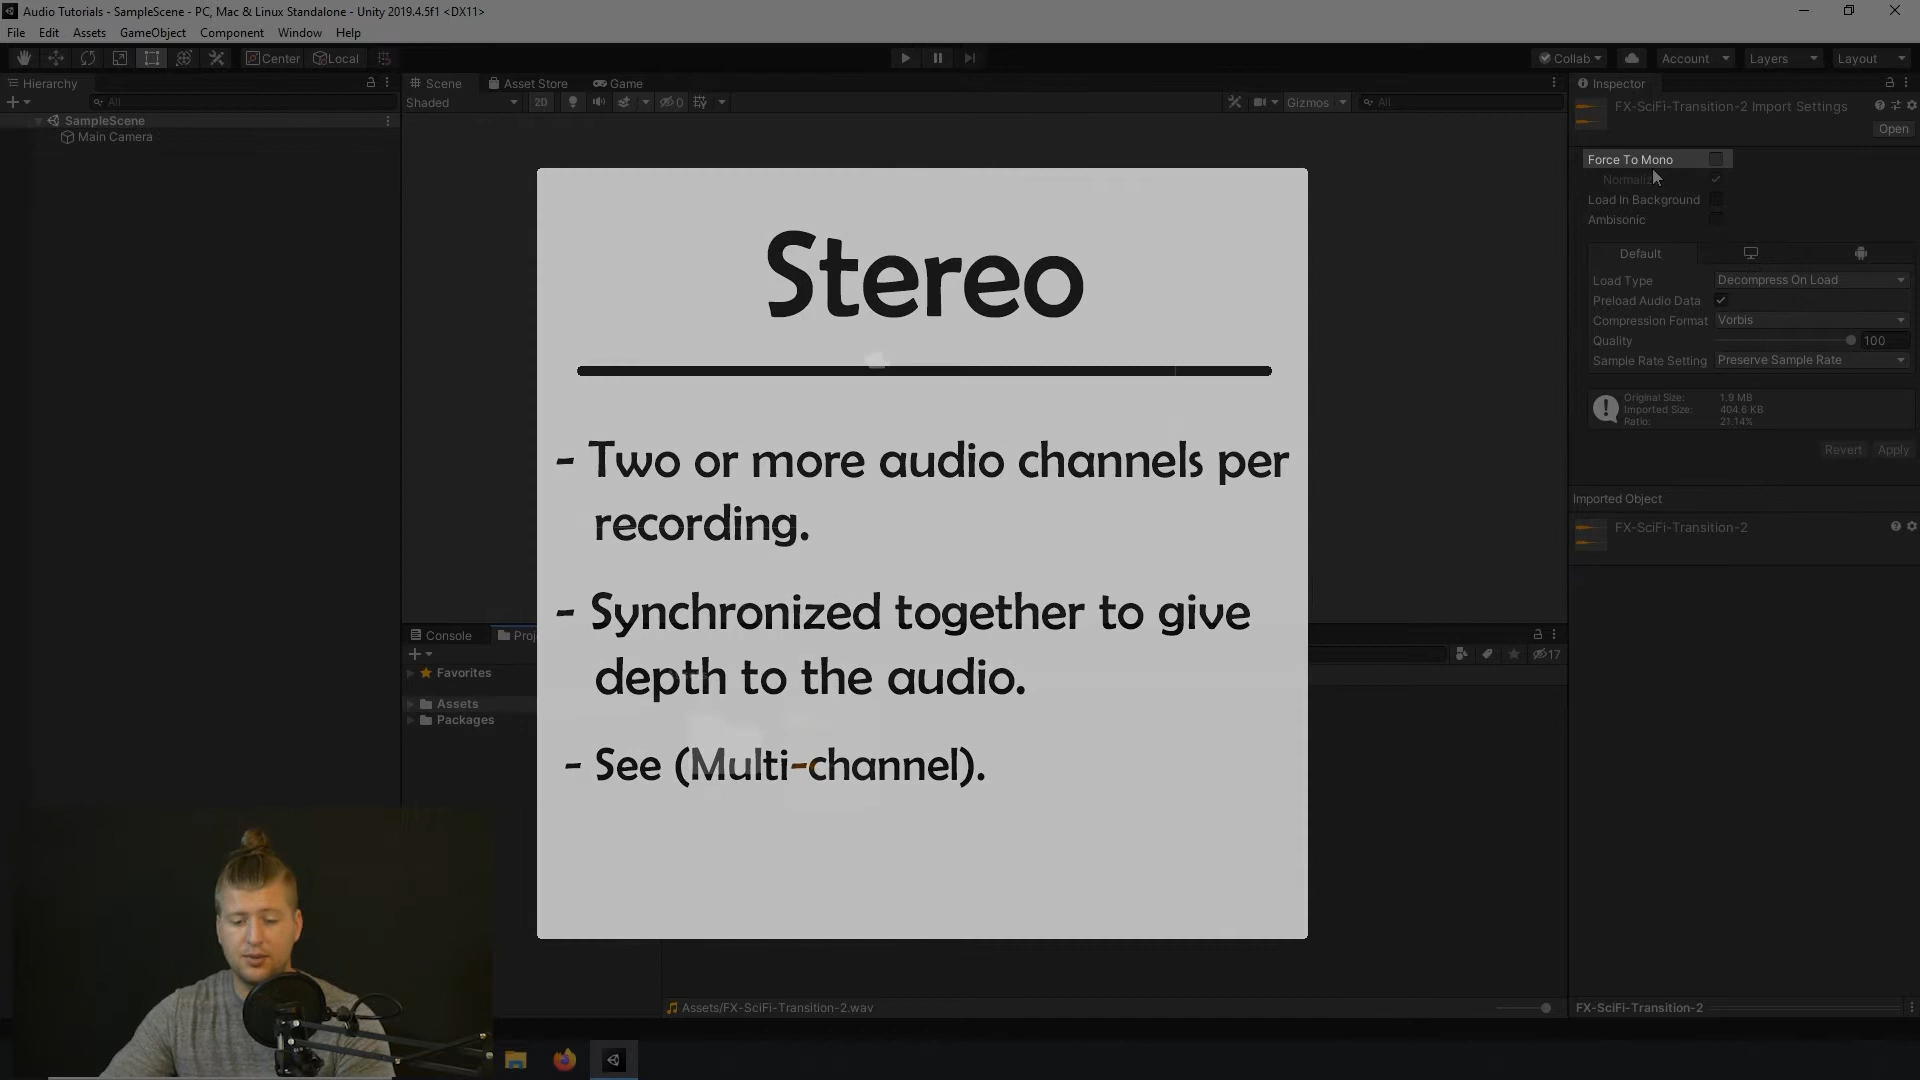 Audio Tutorials - SampleScene - PC, Mac & Linux Standalone - Unity 2019.4.5f1 <DX11>
File Edit Assets GameObject Component Window Help
Center Local
Collab Account Layers Layout
Hierarchy
Scene Asset Store Game
Inspector
All
Shaded 2D 0 Gizmos All
FX-SciFi-Transition-2 Import Settings
Open
SampleScene
Main Camera
Force To Mono
Load In Background
Ambisonic
Default
Load Type Decompress On Load
Preload Audio Data
Compression Format Vorbis
Quality 100
Sample Rate Setting Preserve Sample Rate
Original Size: 1.9 MB
Imported Size: 404.6 KB
Ratio: 21.14%
Revert Apply
Imported Object
FX-SciFi-Transition-2
Stereo
- Two or more audio channels per
recording.
- Synchronized together to give
depth to the audio.
- See (Multi-channel).
Console
17
Favorites
Assets
Packages
Assets/FX-SciFi-Transition-2.wav
FX-SciFi-Transition-2